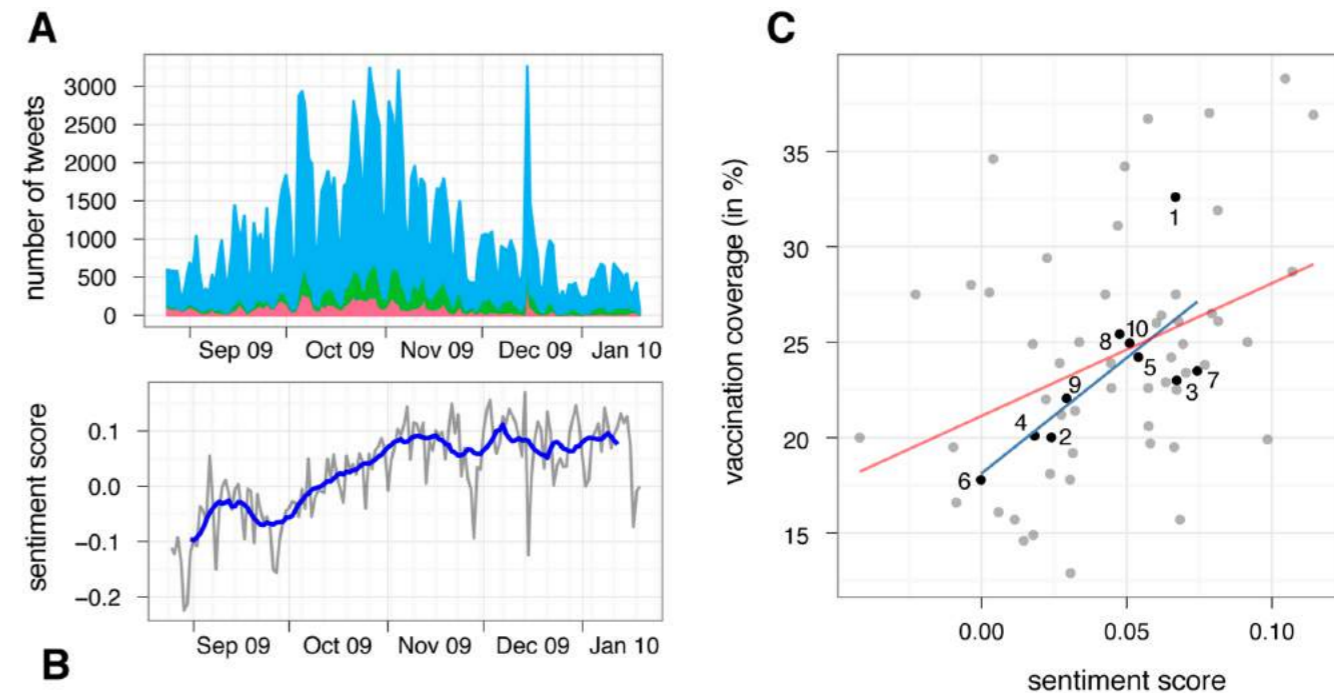 A
number of tweets
3000
2500
2000
1500
1000
500
0
Sep 09 Oct 09 Nov 09 Dec 09 Jan 10
sentiment score
0.1
0.0
−0.1
−0.2
Sep 09 Oct 09 Nov 09 Dec 09 Jan 10
B
C
vaccination coverage (in %)
35
30
25
20
15
1
8
10
5
7
3
9
4
2
6
0.00 0.05 0.10
sentiment score